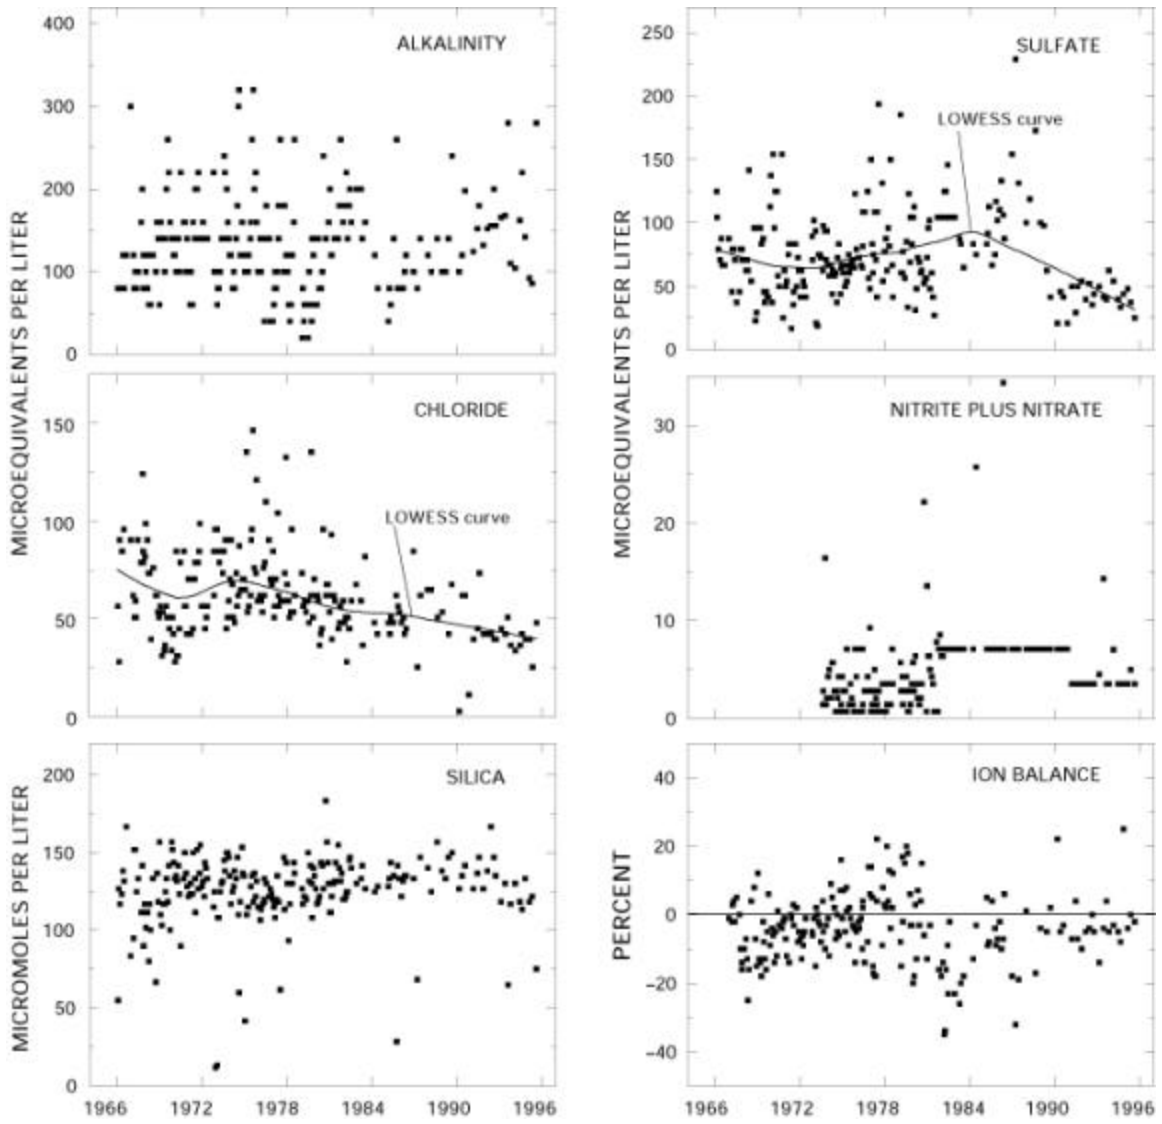 MICROEQUIVALENTS PER LITER
400
300
200
100
0
ALKALINITY
150
100
50
0
CHLORIDE
LOWESS curve
MICROMOLES PER LITER
200
150
100
50
0
SILICA
1966 1972 1978 1984 1990 1996
MICROEQUIVALENTS PER LITER
250
200
150
100
50
0
SULFATE
LOWESS curve
30
20
10
0
NITRITE PLUS NITRATE
PERCENT
40
20
0
−20
−40
ION BALANCE
1966 1972 1978 1984 1990 1996